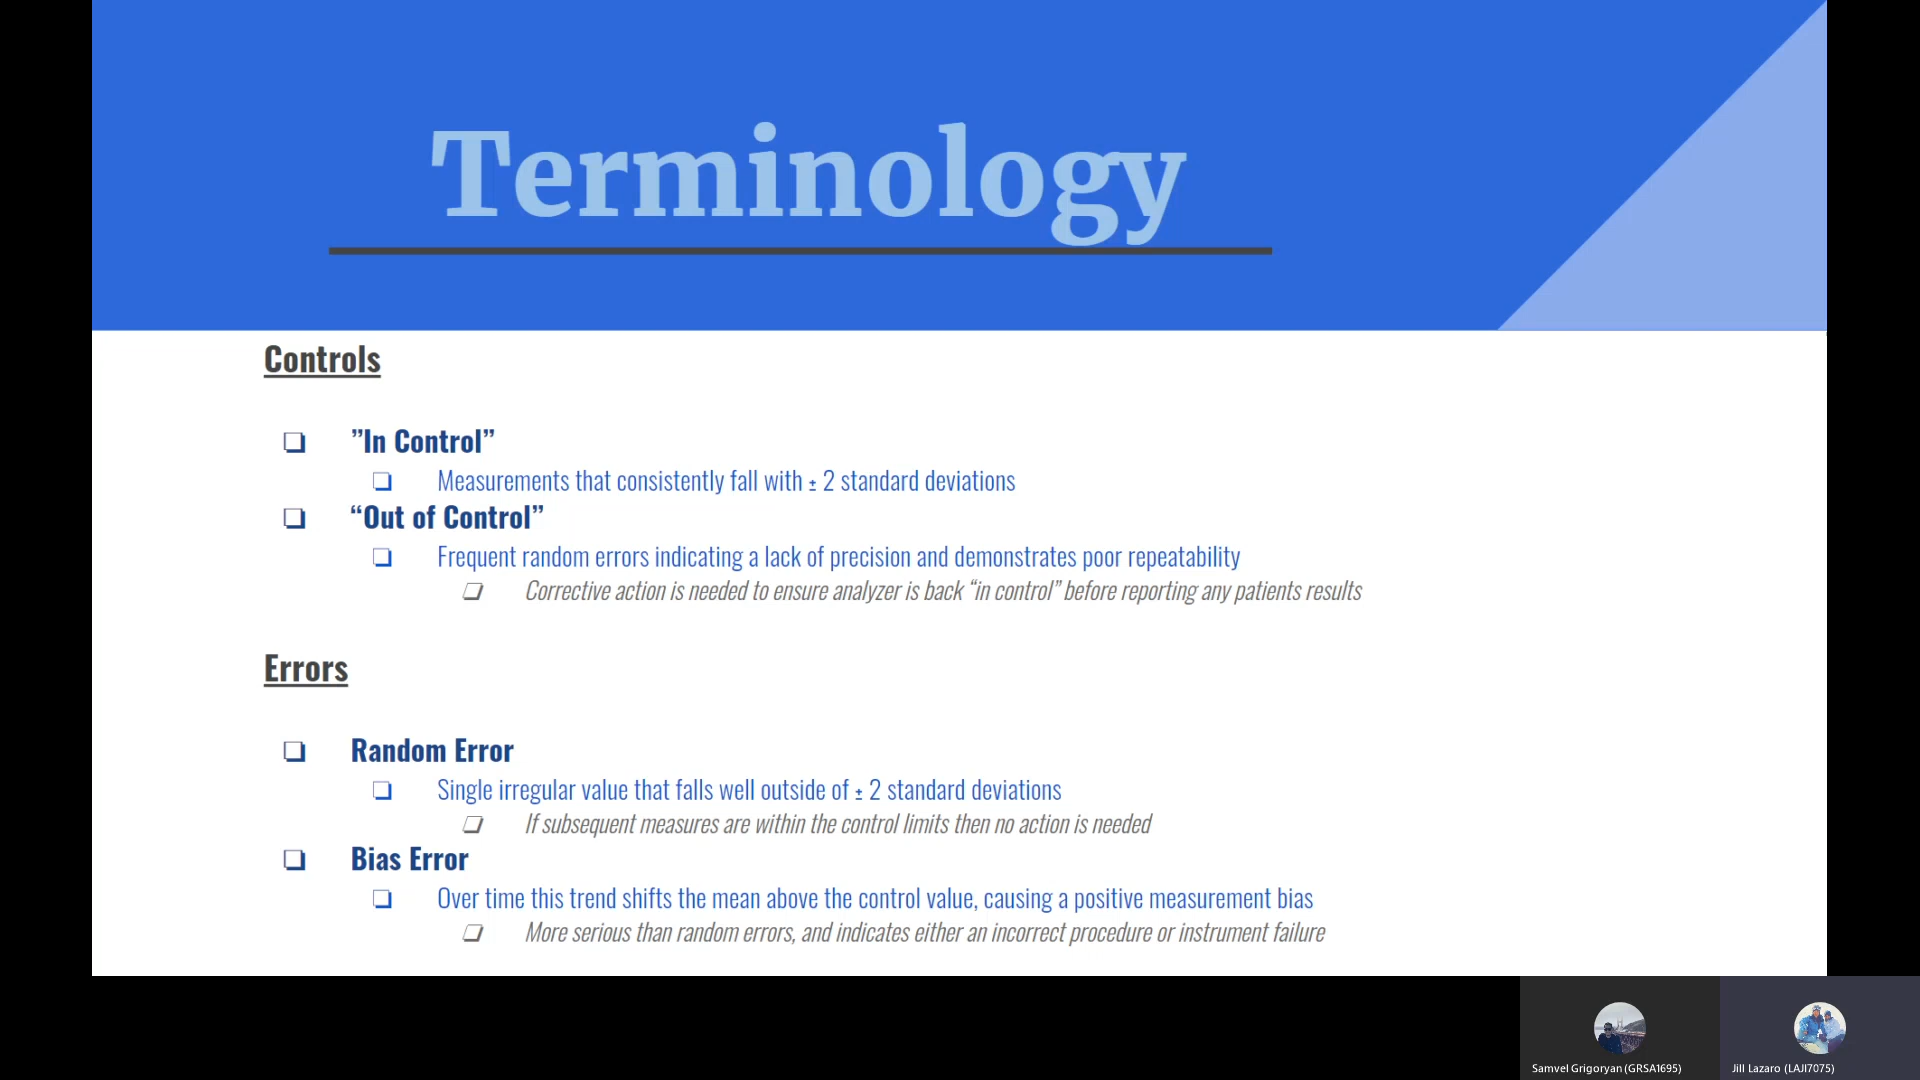 Terminology
Controls
❏ ”In Control”
❏ Measurements that consistently fall with ± 2 standard deviations
❏ “Out of Control”
❏ Frequent random errors indicating a lack of precision and demonstrates poor repeatability
❏ Corrective action is needed to ensure analyzer is back “in control” before reporting any patients results
Errors
❏ Random Error
❏ Single irregular value that falls well outside of ± 2 standard deviations
❏ If subsequent measures are within the control limits then no action is needed
❏ Bias Error
❏ Over time this trend shifts the mean above the control value, causing a positive measurement bias
❏ More serious than random errors, and indicates either an incorrect procedure or instrument failure
Samvel Grigoryan (GRSA1695)
Jill Lazaro (LAJI7075)